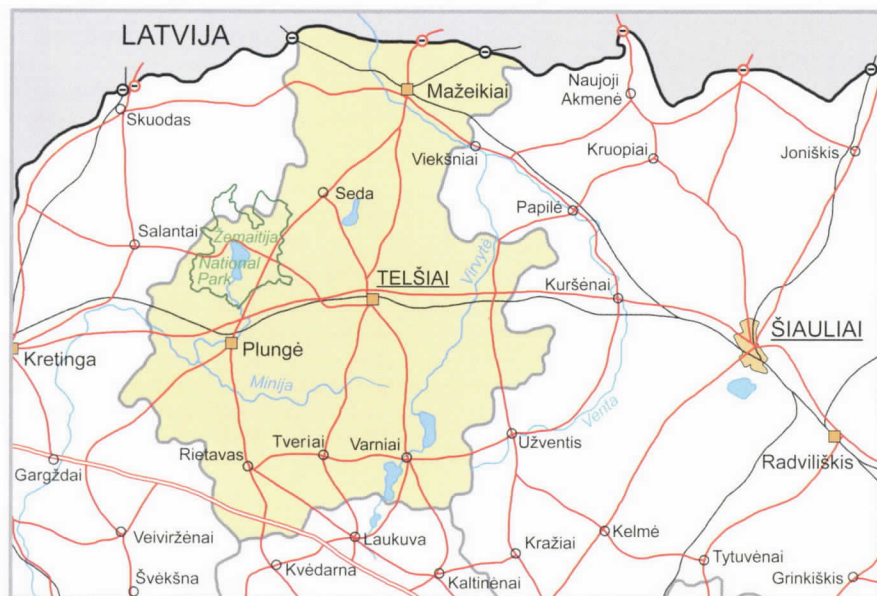 LATVIJA
Mažeikiai
Naujoji
Akmenė
Skuodas
Viekšniai
Kruopiai
Joniškis
Seda
Papilė
Salantai
Žemaitija
National
Park
Virvytė
TELŠIAI
Kuršėnai
ŠIAULIAI
Kretinga
Plungė
Minija
Venta
Rietavas
Tveriai
Varniai
Užventis
Radviliškis
Gargždai
Veiviržėnai
Laukuva
Kražiai
Kelmė
Tytuvėnai
Švėkšna
Kvėdarna
Kaltinėnai
Grinkiškis